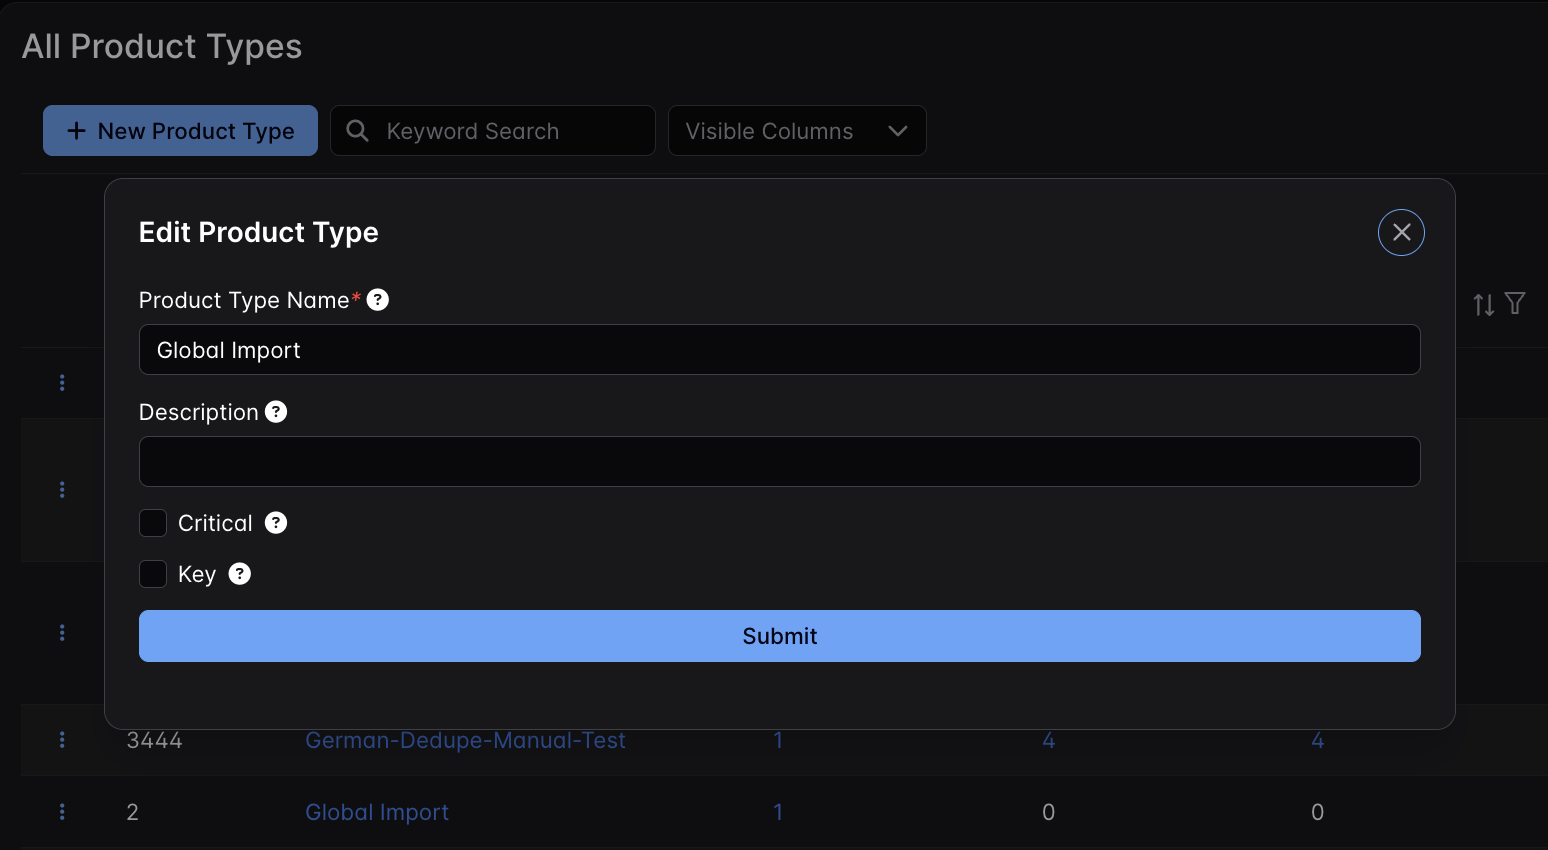 All Product Types
New Product Type
Keyword Search
Visible Columns
Edit Product Type
Product Type Name*
Global Import
Description
Critical
Key
Submit
3444 German-Dedupe-Manual-Test 1 4 4
2 Global Import 1 0 0